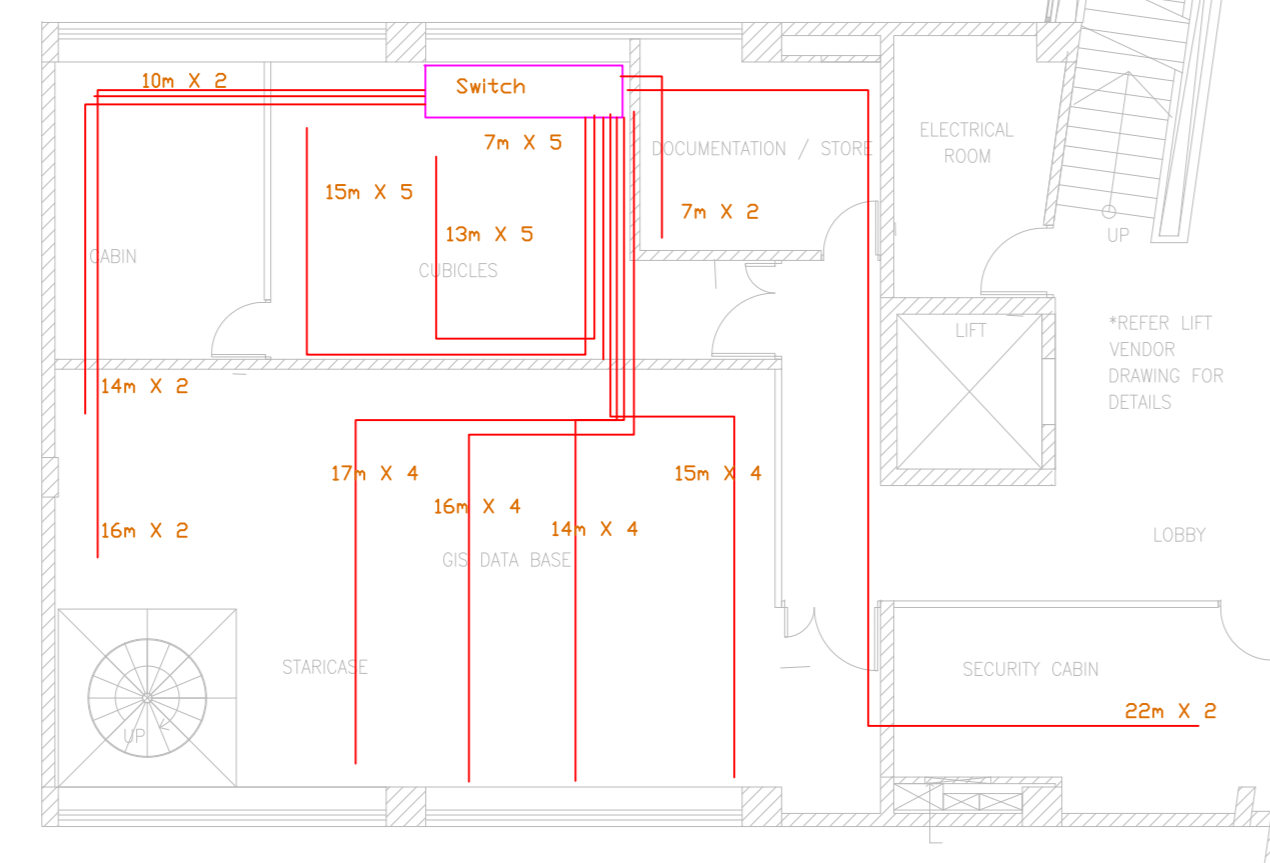 10m X 2
Switch
7m X 5
DOCUMENTATION / STORE
ELECTRICAL
ROOM
15m X 5
7m X 2
13m X 5
UP
CABIN
CUBICLES
LIFT
*REFER LIFT
VENDOR
DRAWING FOR
DETAILS
14m X 2
17m X 4
15m X 4
16m X 4
14m X 4
16m X 2
GIS DATA BASE
LOBBY
STARICASE
SECURITY CABIN
22m X 2
UP